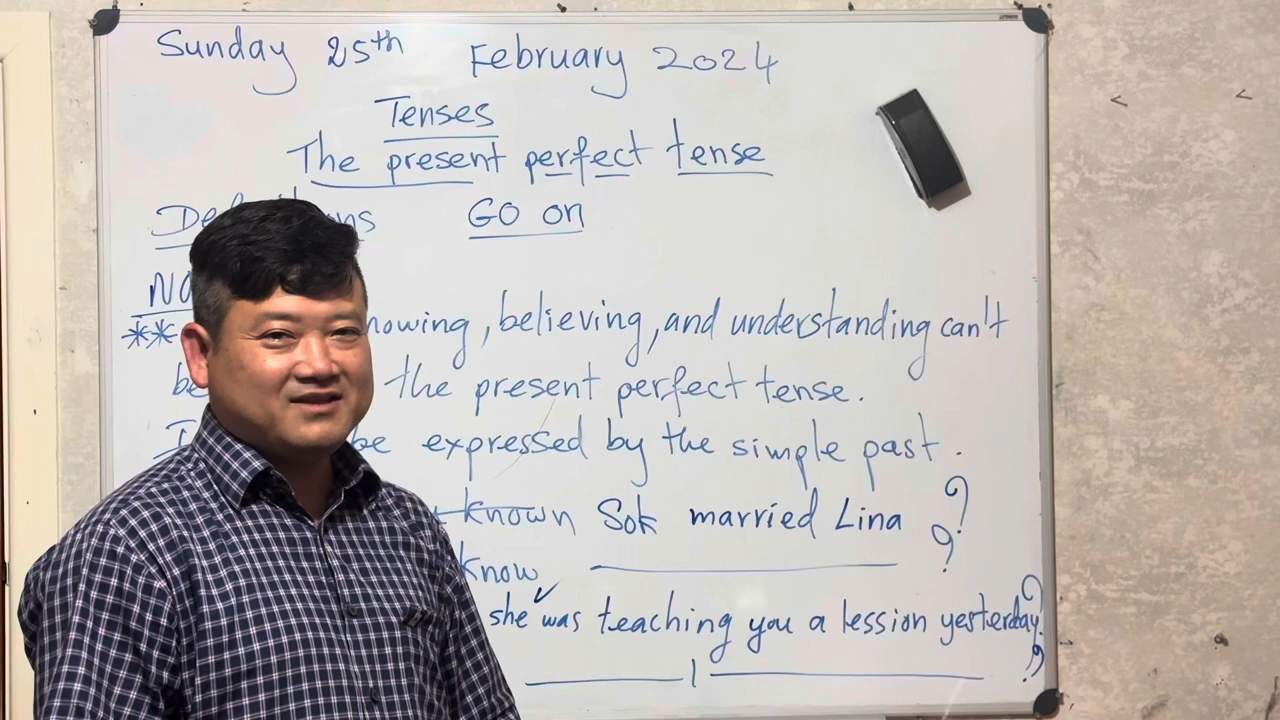 Sunday 25th February 2024
Tenses
The present perfect tense
GO on
believing, and understanding can't
the present perfect tense.
be expressed by the simple past.
known Sok married Lina ?
know ?
she was teaching you a lession yesterday?